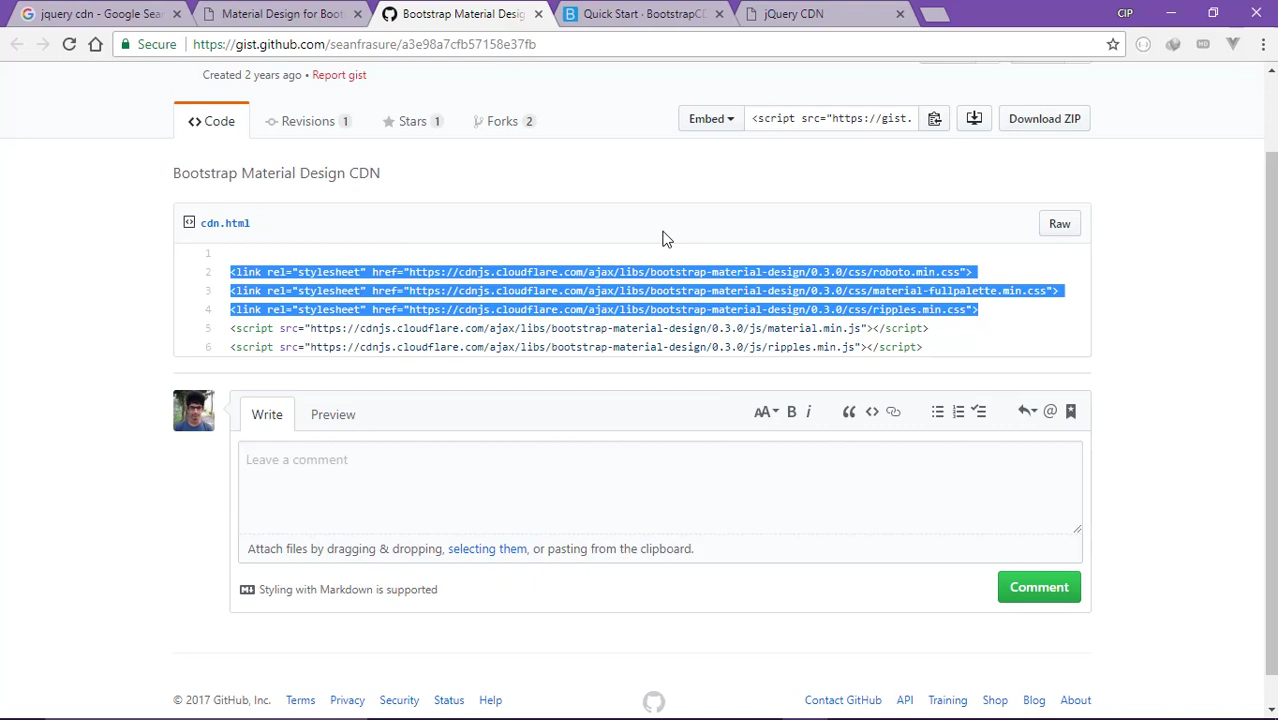 jquery cdn - Google Sea
Material Design for Boot
Bootstrap Material Desig
Quick Start · BootstrapCD
jQuery CDN
CIP
Secure
https://gist.github.com/seanfrasure/a3e98a7cfb57158e37fb
Created 2 years ago • Report gist
Code
Revisions 1
Stars 1
Forks 2
Embed
<script src="https://gist.
Download ZIP
Bootstrap Material Design CDN
cdn.html
Raw
1
2 <link rel="stylesheet" href="https://cdnjs.cloudflare.com/ajax/libs/bootstrap-material-design/0.3.0/css/roboto.min.css">
3 <link rel="stylesheet" href="https://cdnjs.cloudflare.com/ajax/libs/bootstrap-material-design/0.3.0/css/material-fullpalette.min.css">
4 <link rel="stylesheet" href="https://cdnjs.cloudflare.com/ajax/libs/bootstrap-material-design/0.3.0/css/ripples.min.css">
5 <script src="https://cdnjs.cloudflare.com/ajax/libs/bootstrap-material-design/0.3.0/js/material.min.js"></script>
6 <script src="https://cdnjs.cloudflare.com/ajax/libs/bootstrap-material-design/0.3.0/js/ripples.min.js"></script>
Write
Preview
AA
B
i
Leave a comment
Attach files by dragging & dropping, selecting them, or pasting from the clipboard.
Styling with Markdown is supported
Comment
© 2017 GitHub, Inc.
Terms
Privacy
Security
Status
Help
Contact GitHub
API
Training
Shop
Blog
About